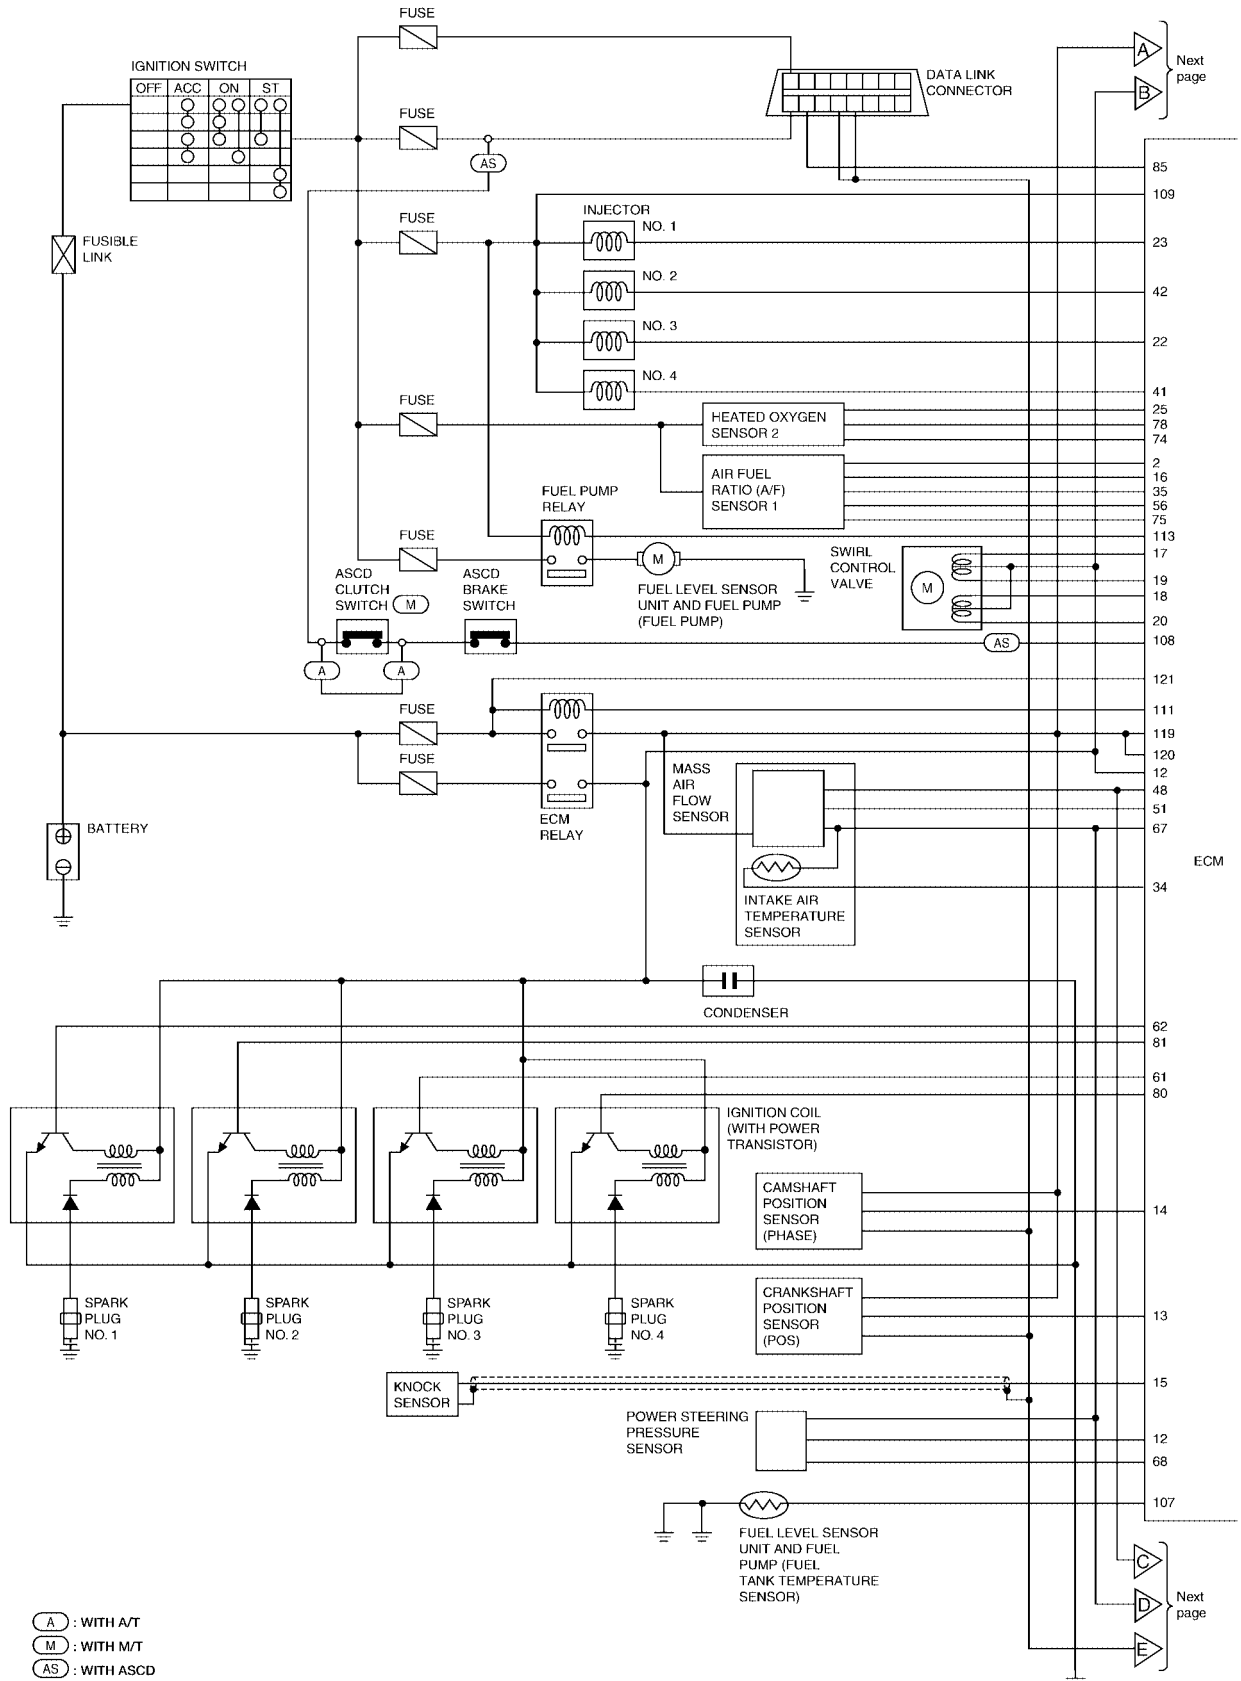 FUSE
A
Next
page
B
IGNITION SWITCH
OFF ACC ON ST
DATA LINK
CONNECTOR
FUSE
AS
85
109
FUSE
INJECTOR
NO. 1
23
FUSIBLE
LINK
NO. 2
42
NO. 3
22
NO. 4
41
FUSE
HEATED OXYGEN
SENSOR 2
25
78
74
AIR FUEL
RATIO (A/F)
SENSOR 1
2
16
35
56
75
FUEL PUMP
RELAY
113
FUSE
M
FUEL LEVEL SENSOR
UNIT AND FUEL PUMP
(FUEL PUMP)
SWIRL
CONTROL
VALVE
M
17
19
18
20
ASCD
CLUTCH
SWITCH M
ASCD
BRAKE
SWITCH
AS
108
A
A
121
111
FUSE
119
120
FUSE
12
ECM
RELAY
MASS
AIR
FLOW
SENSOR
48
51
67
BATTERY
ECM
34
INTAKE AIR
TEMPERATURE
SENSOR
CONDENSER
62
81
61
80
IGNITION COIL
(WITH POWER
TRANSISTOR)
CAMSHAFT
POSITION
SENSOR
(PHASE)
14
SPARK
PLUG
NO. 1
SPARK
PLUG
NO. 2
SPARK
PLUG
NO. 3
SPARK
PLUG
NO. 4
CRANKSHAFT
POSITION
SENSOR
(POS)
13
KNOCK
SENSOR
15
POWER STEERING
PRESSURE
SENSOR
12
68
107
FUEL LEVEL SENSOR
UNIT AND FUEL
PUMP (FUEL
TANK TEMPERATURE
SENSOR)
C
D
Next
page
E
A : WITH A/T
M : WITH M/T
AS : WITH ASCD